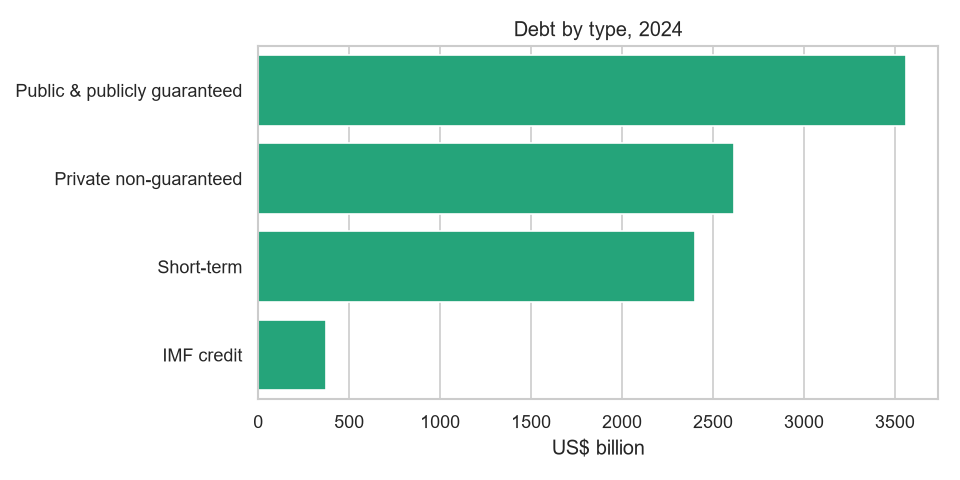 Debt by type, 2024
Public & publicly guaranteed
Private non-guaranteed
Short-term
IMF credit
0 500 1000 1500 2000 2500 3000 3500
US$ billion